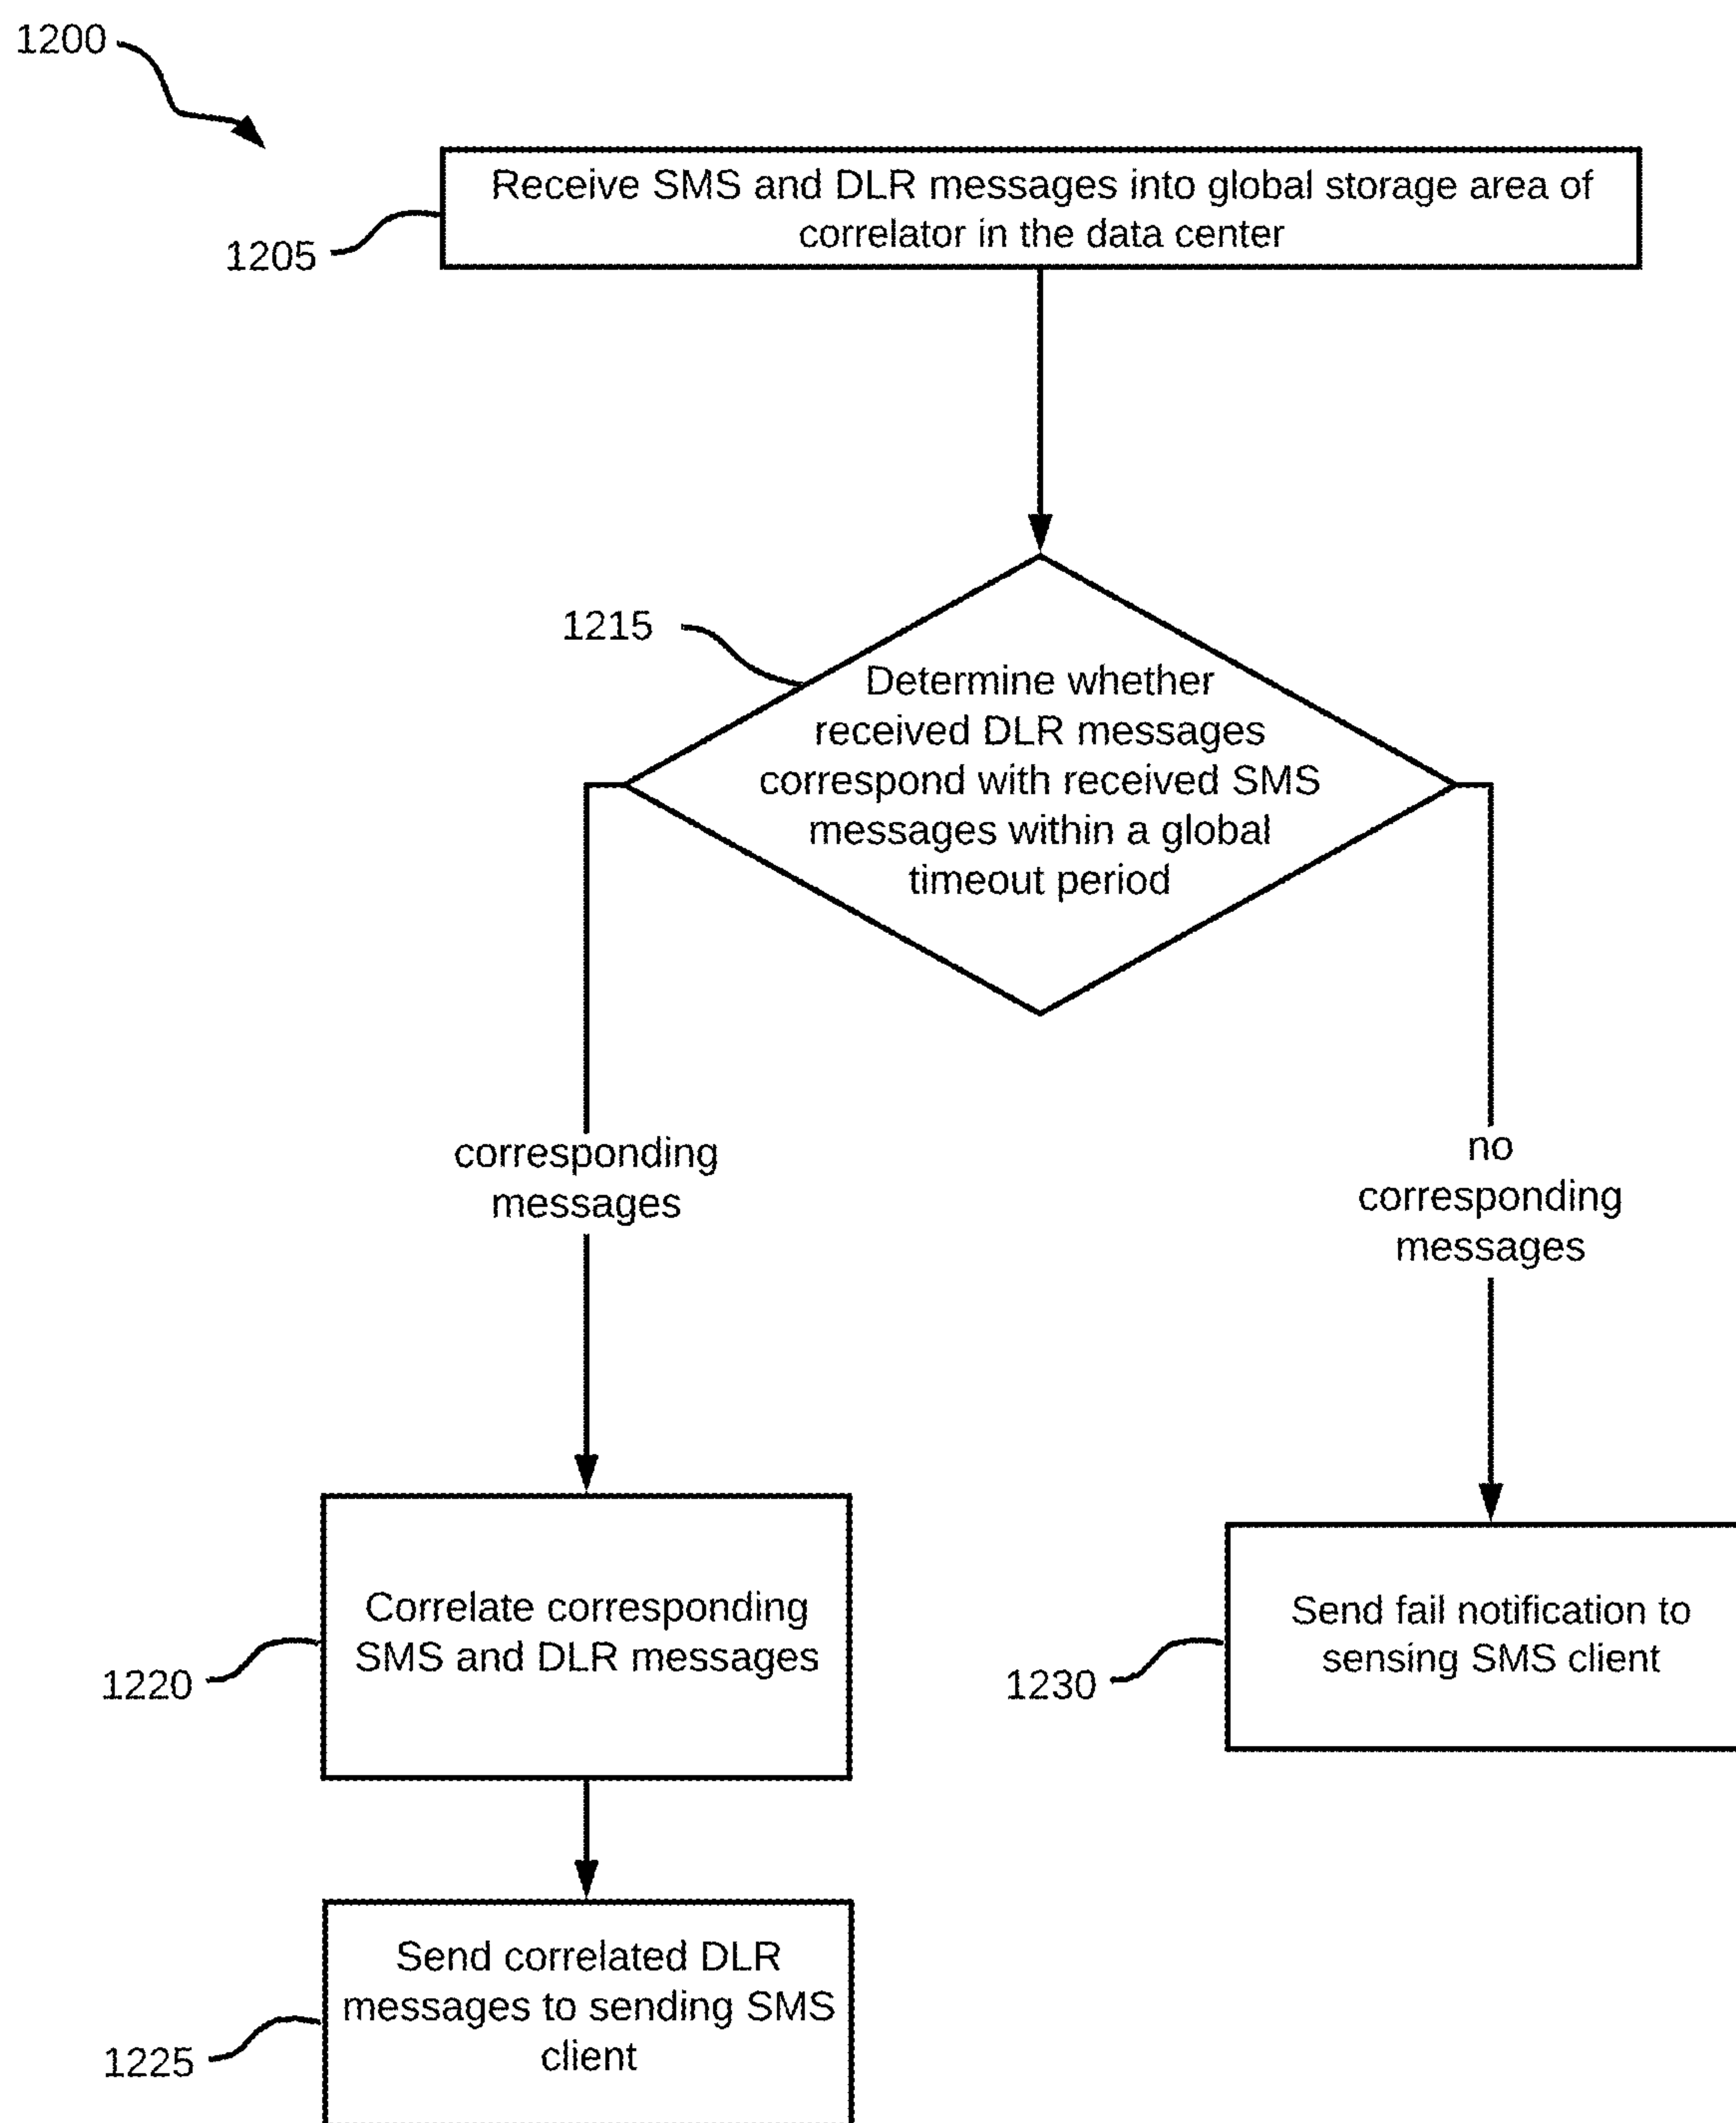 1200
Receive SMS and DLR messages into global storage area of
correlator in the data center
1205
1215
Determine whether
received DLR messages
correspond with received SMS
messages within a global
timeout period
corresponding
messages
no
corresponding
messages
Correlate corresponding
SMS and DLR messages
1220
Send fail notification to
sensing SMS client
1230
Send correlated DLR
messages to sending SMS
client
1225